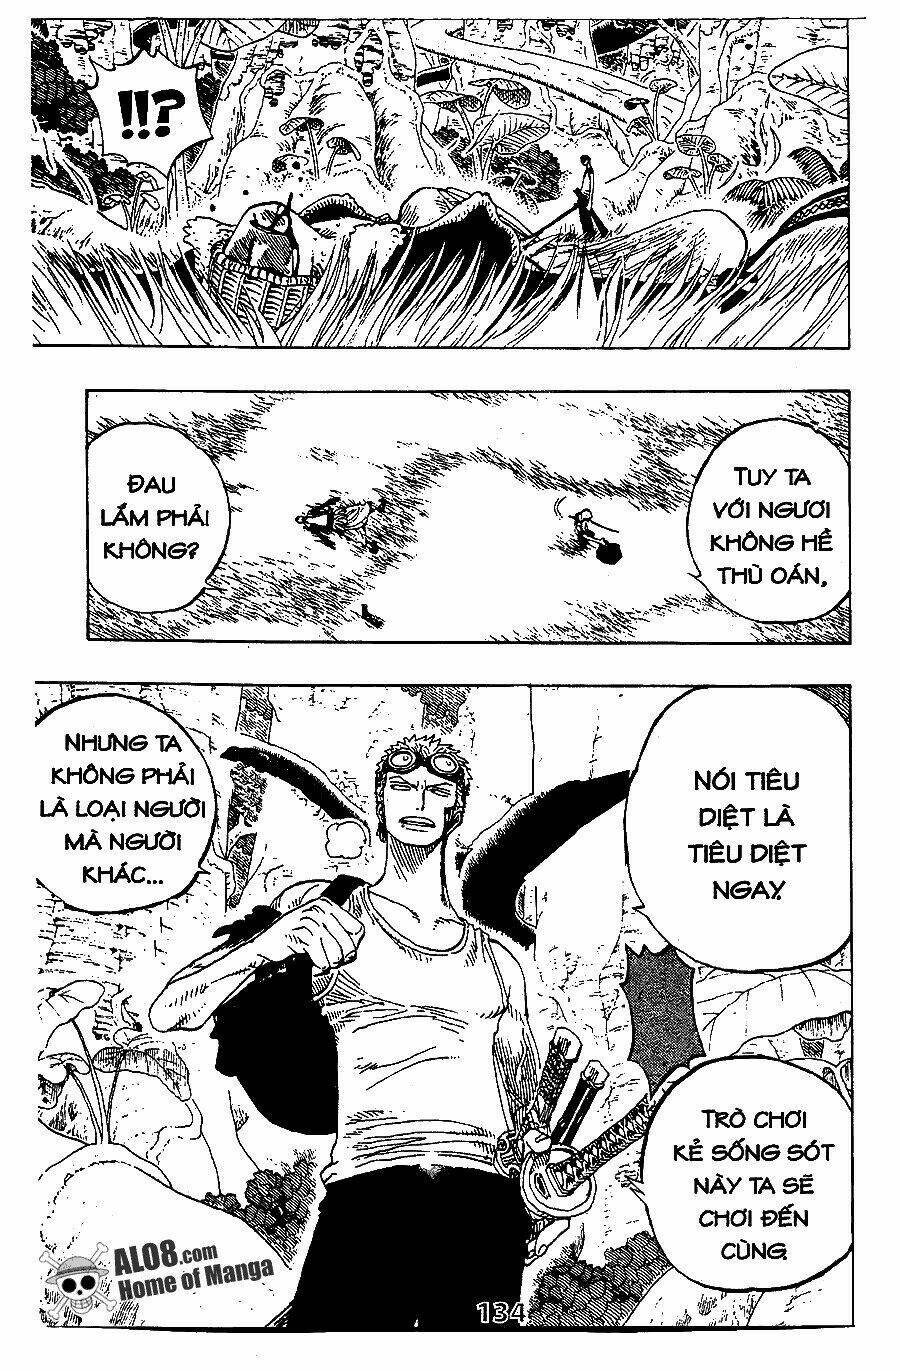 !!?
TUY TA
VỚI NGƯƠI
KHÔNG HỀ
THÙ OÁN,
ĐAU
LẮM PHẢI
KHÔNG?
NÓI TIÊU
DIỆT LÀ
TIÊU DIỆT
NGAY.
NHƯNG TA
KHÔNG PHẢI
LÀ LOẠI NGƯỜI
MÀ NGƯỜI
KHÁC...
TRÒ CHƠI
KẺ SỐNG SÓT
NÀY TA SẼ
CHƠI ĐẾN
CÙNG.
ALO8.com
Home of Manga
134